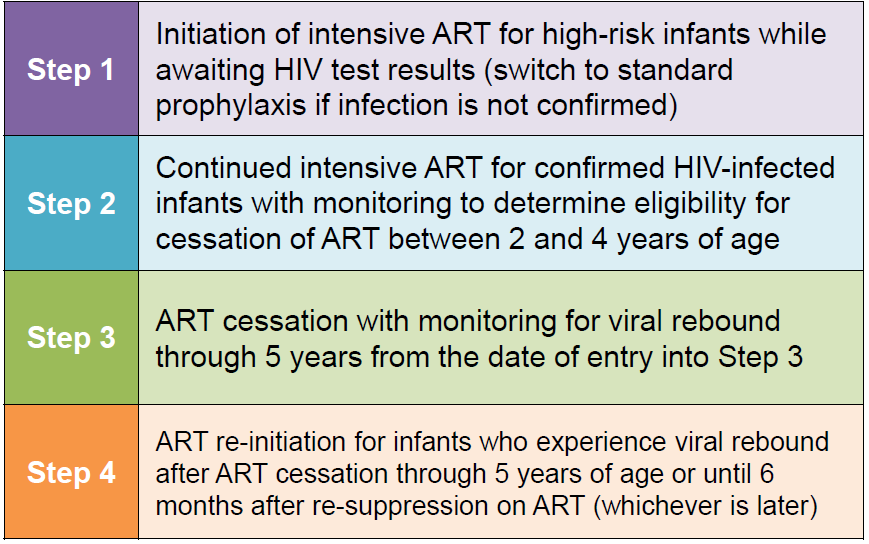 Step 1
Initiation of intensive ART for high-risk infants while
awaiting HIV test results (switch to standard
prophylaxis if infection is not confirmed)
Step 2
Continued intensive ART for confirmed HIV-infected
infants with monitoring to determine eligibility for
cessation of ART between 2 and 4 years of age
Step 3
ART cessation with monitoring for viral rebound
through 5 years from the date of entry into Step 3
Step 4
ART re-initiation for infants who experience viral rebound
after ART cessation through 5 years of age or until 6
months after re-suppression on ART (whichever is later)